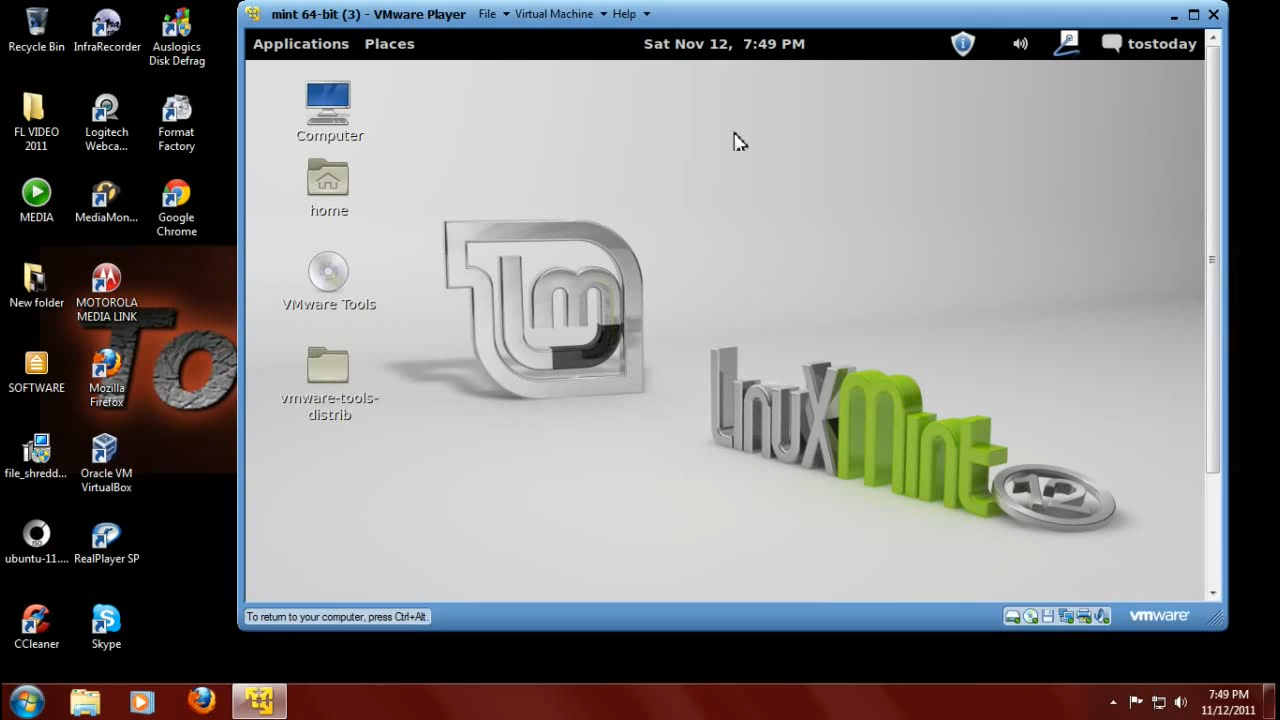 Recycle Bin
InfraRecorder
Auslogics
Disk Defrag
FL VIDEO
2011
Logitech
Webca...
Format
Factory
MEDIA
MediaMon...
Google
Chrome
New folder
MOTOROLA
MEDIA LINK
SOFTWARE
Mozilla
Firefox
file_shredd...
Oracle VM
VirtualBox
ubuntu-11....
RealPlayer SP
CCleaner
Skype
To
mint 64-bit (3) - VMware Player
File
Virtual Machine
Help
Applications
Places
Sat Nov 12, 7:49 PM
tostoday
Computer
home
VMware Tools
vmware-tools-
distrib
lm
LinuxMint
12
To return to your computer, press Ctrl+Alt.
vmware
7:49 PM
11/12/2011